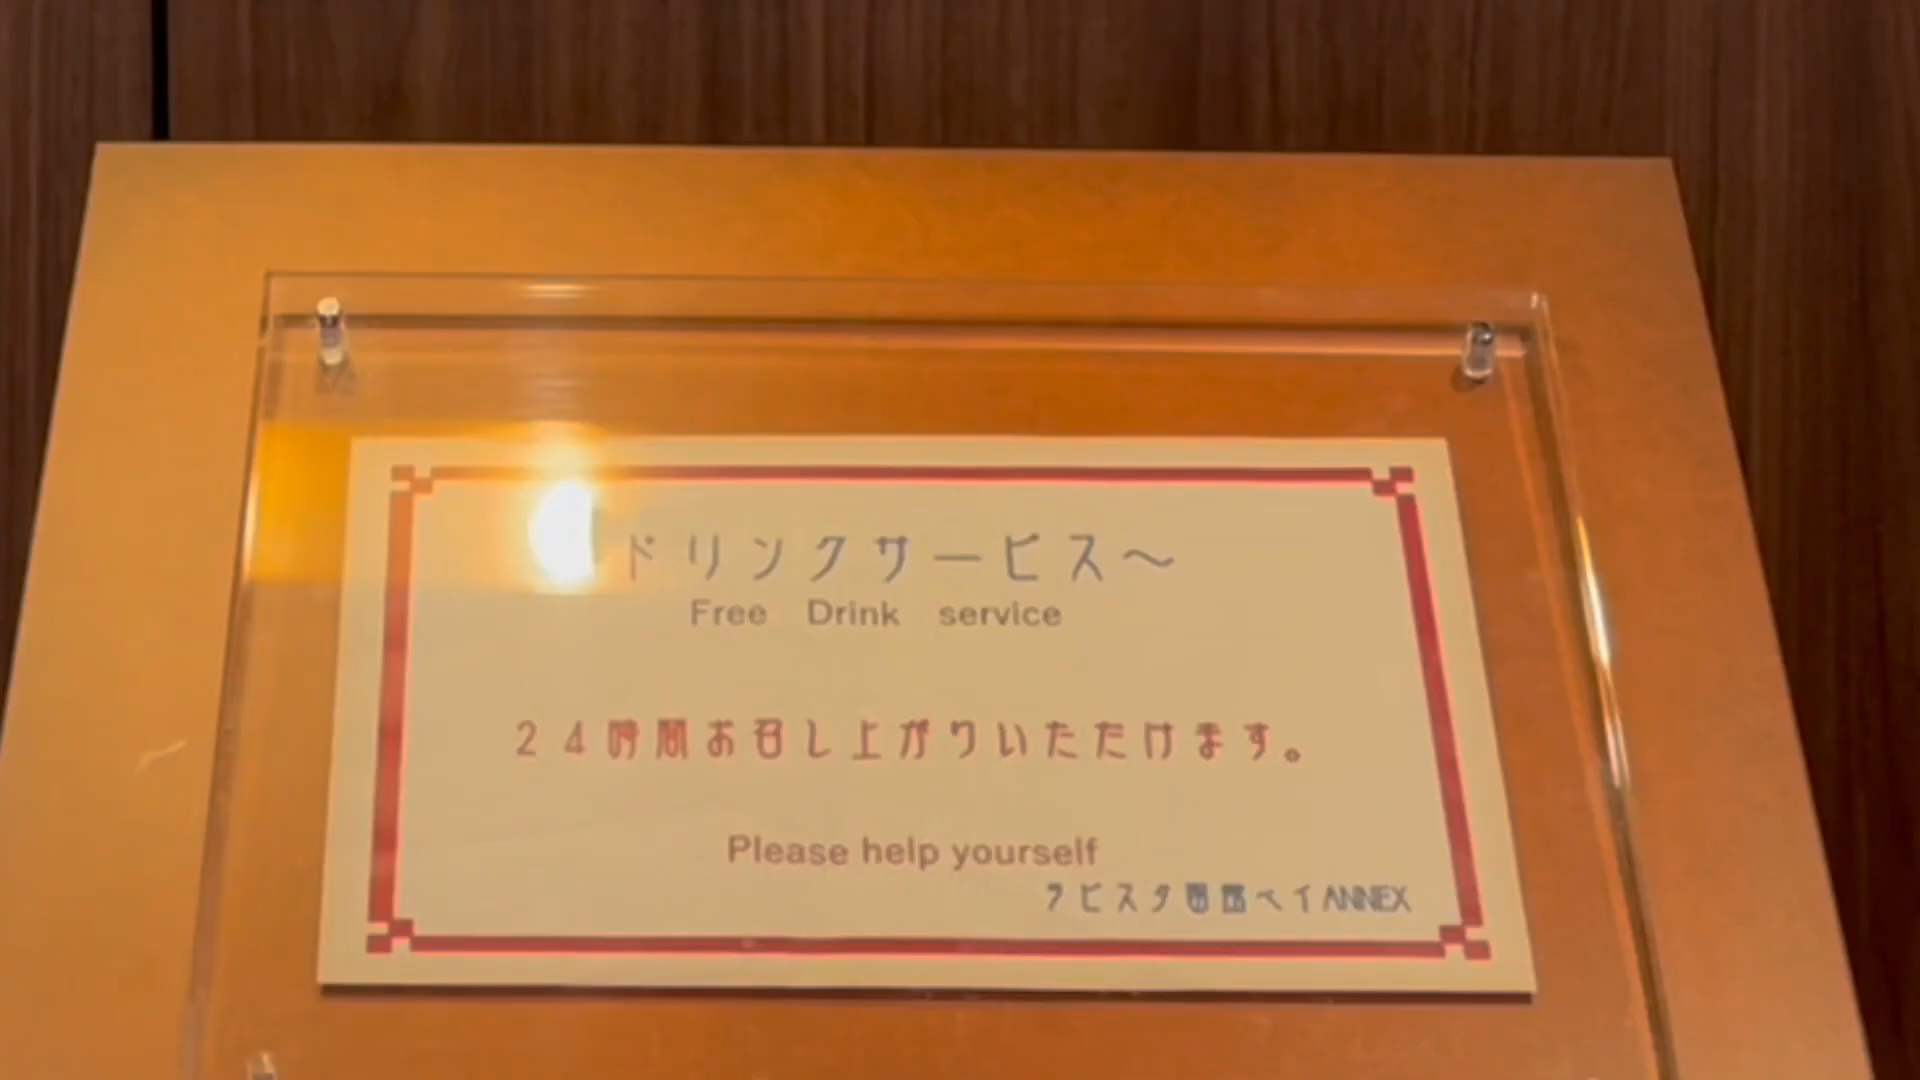 ドリンクサービス～
Free Drink service
２４時間お召し上がりいただけます。
Please help yourself
ラビスタ函館ベイANNEX